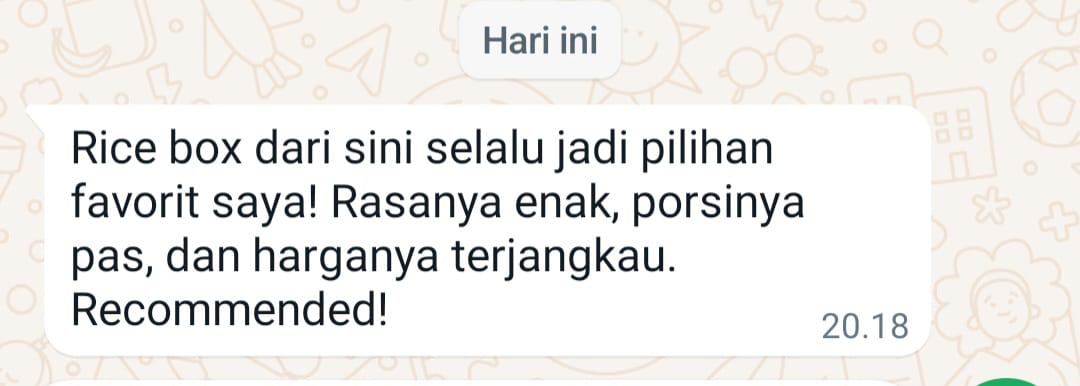 Hari ini
Rice box dari sini selalu jadi pilihan
favorit saya! Rasanya enak, porsinya
pas, dan harganya terjangkau.
Recommended!
20.18